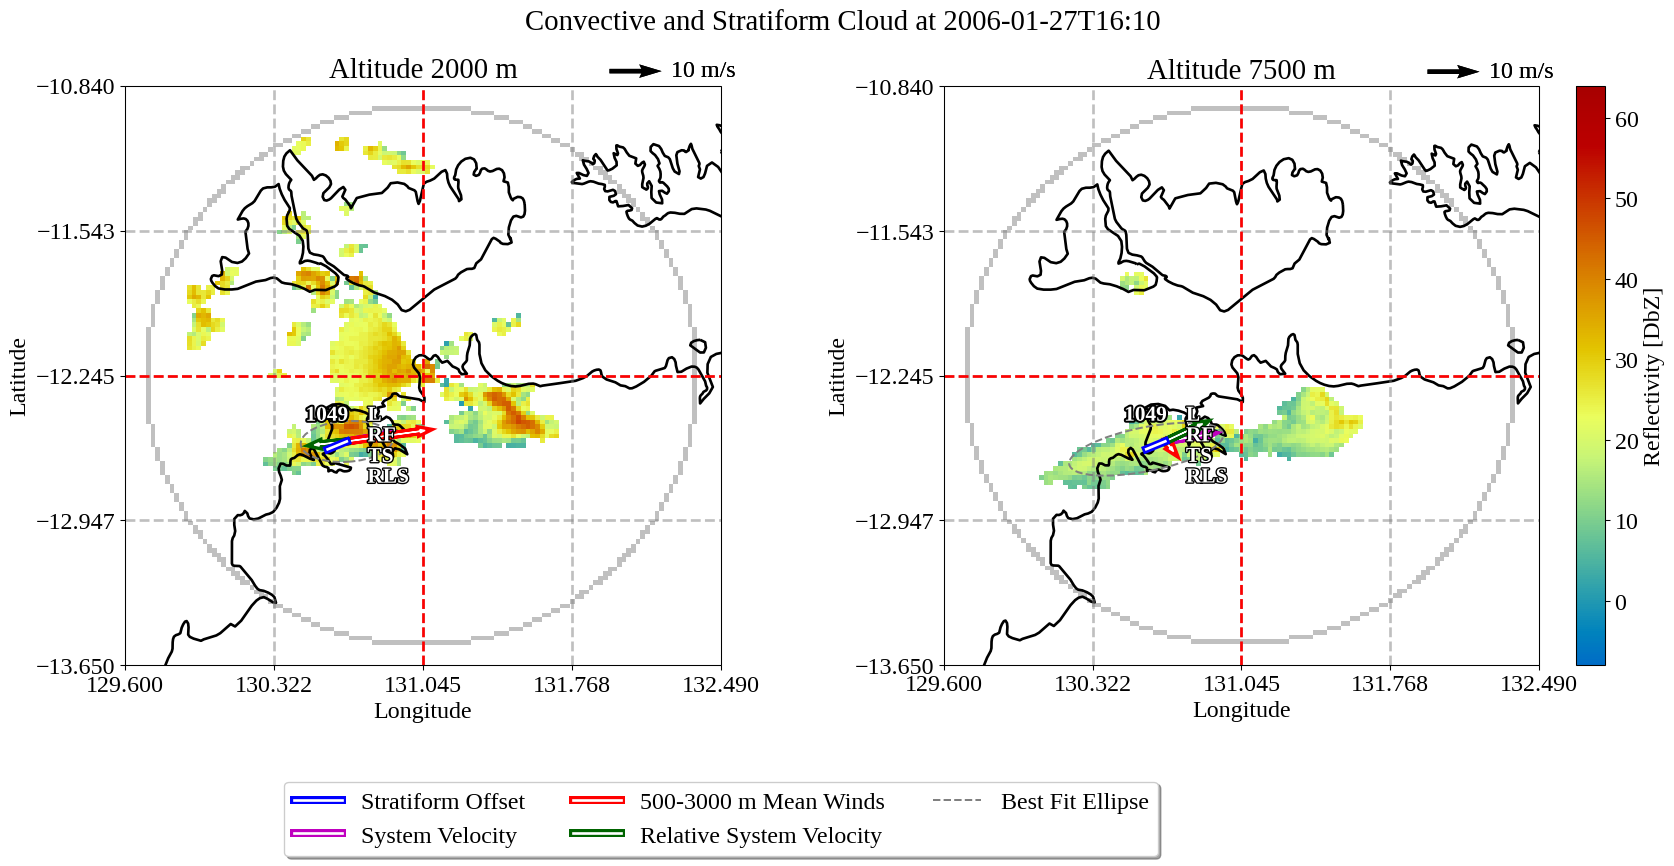 Convective and Stratiform Cloud at 2006-01-27T16:10
Altitude 2000 m
10 m/s
Altitude 7500 m
10 m/s
−10.840
−11.543
−12.245
−12.947
−13.650
Latitude
129.600
130.322
131.045
131.768
132.490
Longitude
1049
L
RF
TS
RLS
−10.840
−11.543
−12.245
−12.947
−13.650
Latitude
129.600
130.322
131.045
131.768
132.490
Longitude
1049
L
RF
TS
RLS
60
50
40
30
20
10
0
Reflectivity [DbZ]
Stratiform Offset
System Velocity
500-3000 m Mean Winds
Relative System Velocity
Best Fit Ellipse